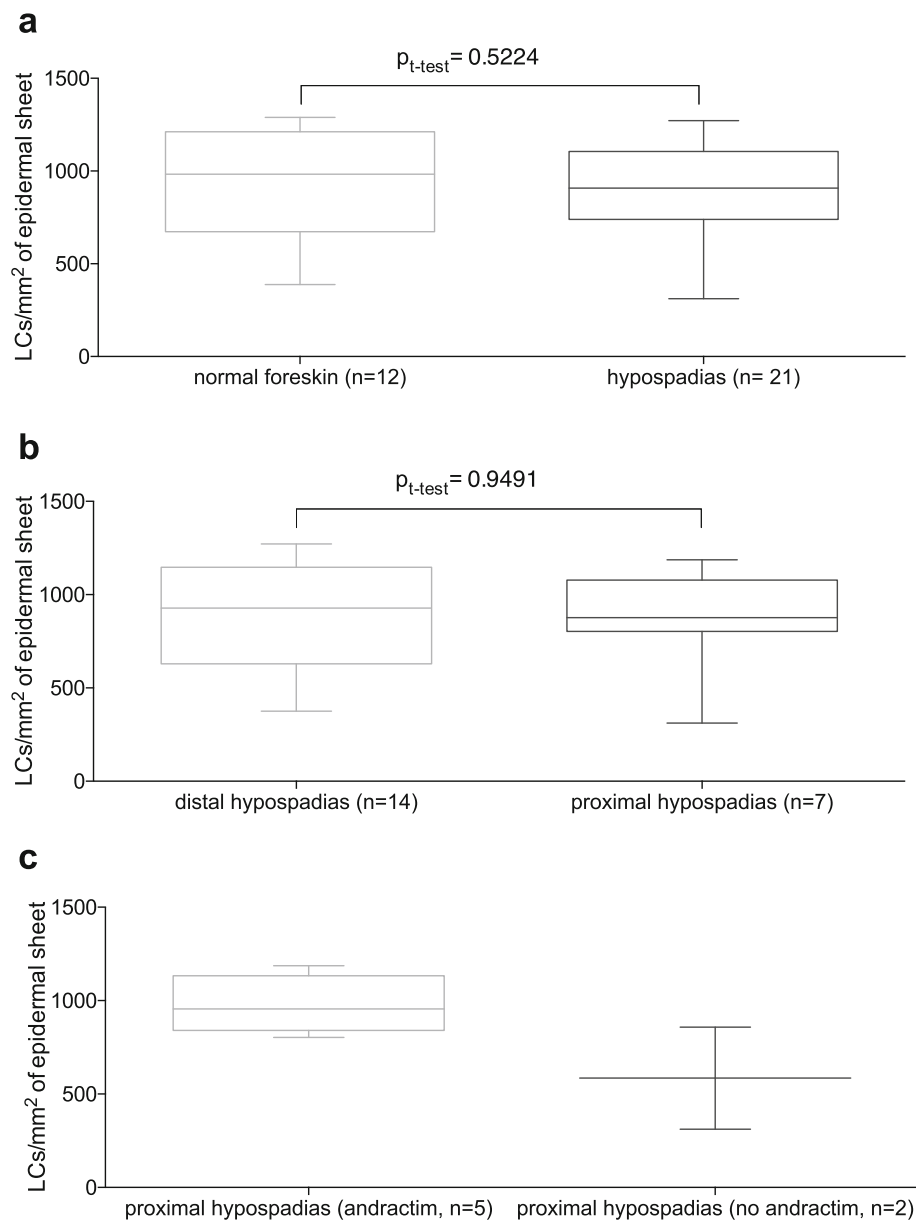 a
p t-test = 0.5224
LCs/mm² of epidermal sheet
1500
1000
500
0
normal foreskin (n=12)
hypospadias (n= 21)
b
p t-test = 0.9491
LCs/mm² of epidermal sheet
1500
1000
500
0
distal hypospadias (n=14)
proximal hypospadias (n=7)
c
LCs/mm² of epidermal sheet
1500
1000
500
0
proximal hypospadias (andractim, n=5)
proximal hypospadias (no andractim, n=2)